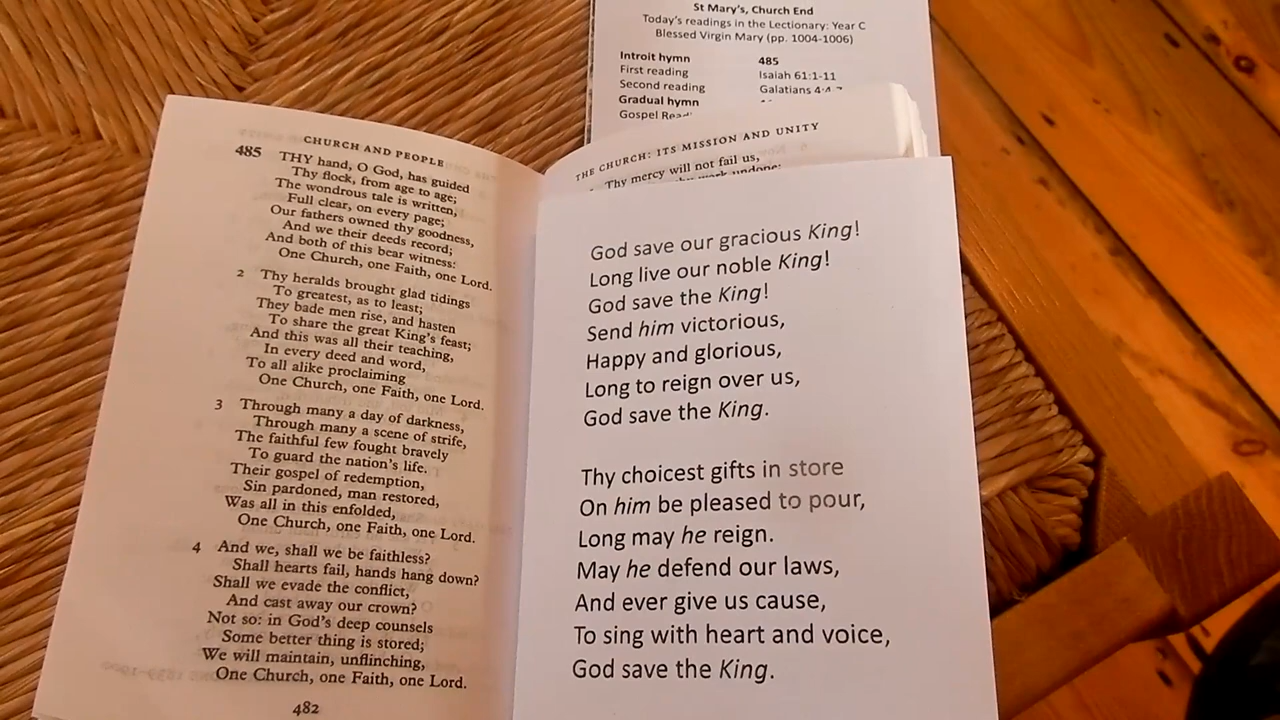 St Mary's, Church End
Today's readings in the Lectionary: Year C
Blessed Virgin Mary (pp. 1004-1006)
Introit hymn 485
First reading Isaiah 61:1-11
Second reading Galatians
Gradual hymn
Gospel
CHURCH AND PEOPLE
485 THY hand, O God, has guided
Thy flock, from age to age;
The wondrous tale is written,
Full clear, on every page;
Our fathers owned thy goodness,
And we their deeds record;
And both of this bear witness:
One Church, one Faith, one Lord.
2 Thy heralds brought glad tidings
To greatest, as to least;
They bade men rise, and hasten
To share the great King's feast;
And this was all their teaching,
In every deed and word,
To all alike proclaiming
One Church, one Faith, one Lord.
3 Through many a day of darkness,
Through many a scene of strife,
The faithful few fought bravely
To guard the nation's life.
Their gospel of redemption,
Sin pardoned, man restored,
Was all in this enfolded,
One Church, one Faith, one Lord.
4 And we, shall we be faithless?
Shall hearts fail, hands hang down?
Shall we evade the conflict,
And cast away our crown?
Not so: in God's deep counsels
Some better thing is stored;
We will maintain, unflinching,
One Church, one Faith, one Lord.
482
THE CHURCH: ITS MISSION AND UNITY
Thy mercy will not fail us,
work undone;
God save our gracious King!
Long live our noble King!
God save the King!
Send him victorious,
Happy and glorious,
Long to reign over us,
God save the King.
Thy choicest gifts in store
On him be pleased to pour,
Long may he reign.
May he defend our laws,
And ever give us cause,
To sing with heart and voice,
God save the King.